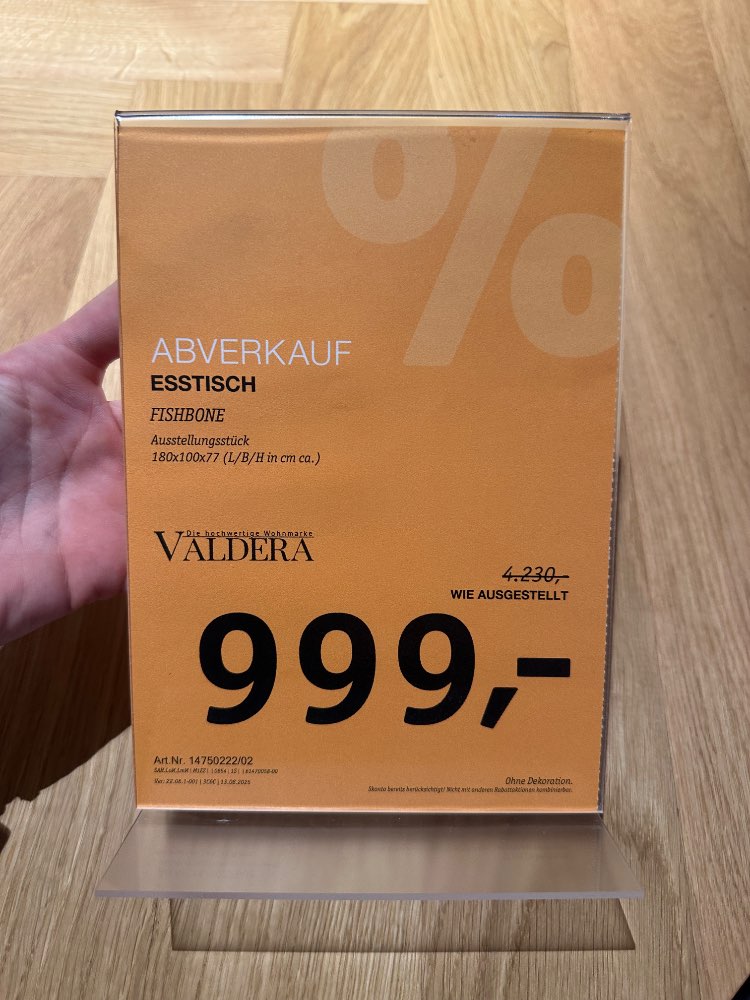 %
ABVERKAUF
ESSTISCH
FISHBONE
Ausstellungsstück
180x100x77 (L/B/H in cm ca.)
Die hochwertige Wohnmarke
VALDERA
4.230,-
WIE AUSGESTELLT
999,-
Art.Nr. 14750222/02
Ohne Dekoration.
Skonto bereits berücksichtigt! Nicht mit anderen Rabattaktionen kombinierbar.